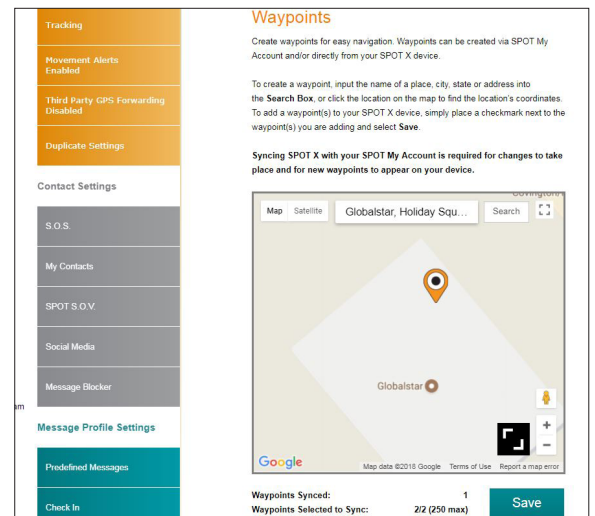 Tracking
Movement Alerts
Enabled
Third Party GPS Forwarding
Disabled
Duplicate Settings
Contact Settings
S.O.S.
My Contacts
SPOT S.O.V.
Social Media
Message Blocker
am
Message Profile Settings
Predefined Messages
Check In
Waypoints
Create waypoints for easy navigation. Waypoints can be created via SPOT My
Account and/or directly from your SPOT X device.
To create a waypoint, input the name of a place, city, state or address into
the Search Box, or click the location on the map to find the location's coordinates.
To add a waypoint(s) to your SPOT X device, simply place a checkmark next to the
waypoint(s) you are adding and select Save.
Syncing SPOT X with your SPOT My Account is required for changes to take
place and for new waypoints to appear on your device.
Map Satellite Globalstar, Holiday Squ... Search
Globalstar
Google Map data ©2018 Google Terms of Use Report a map error
Waypoints Synced: 1
Waypoints Selected to Sync: 2/2 (250 max)
Save